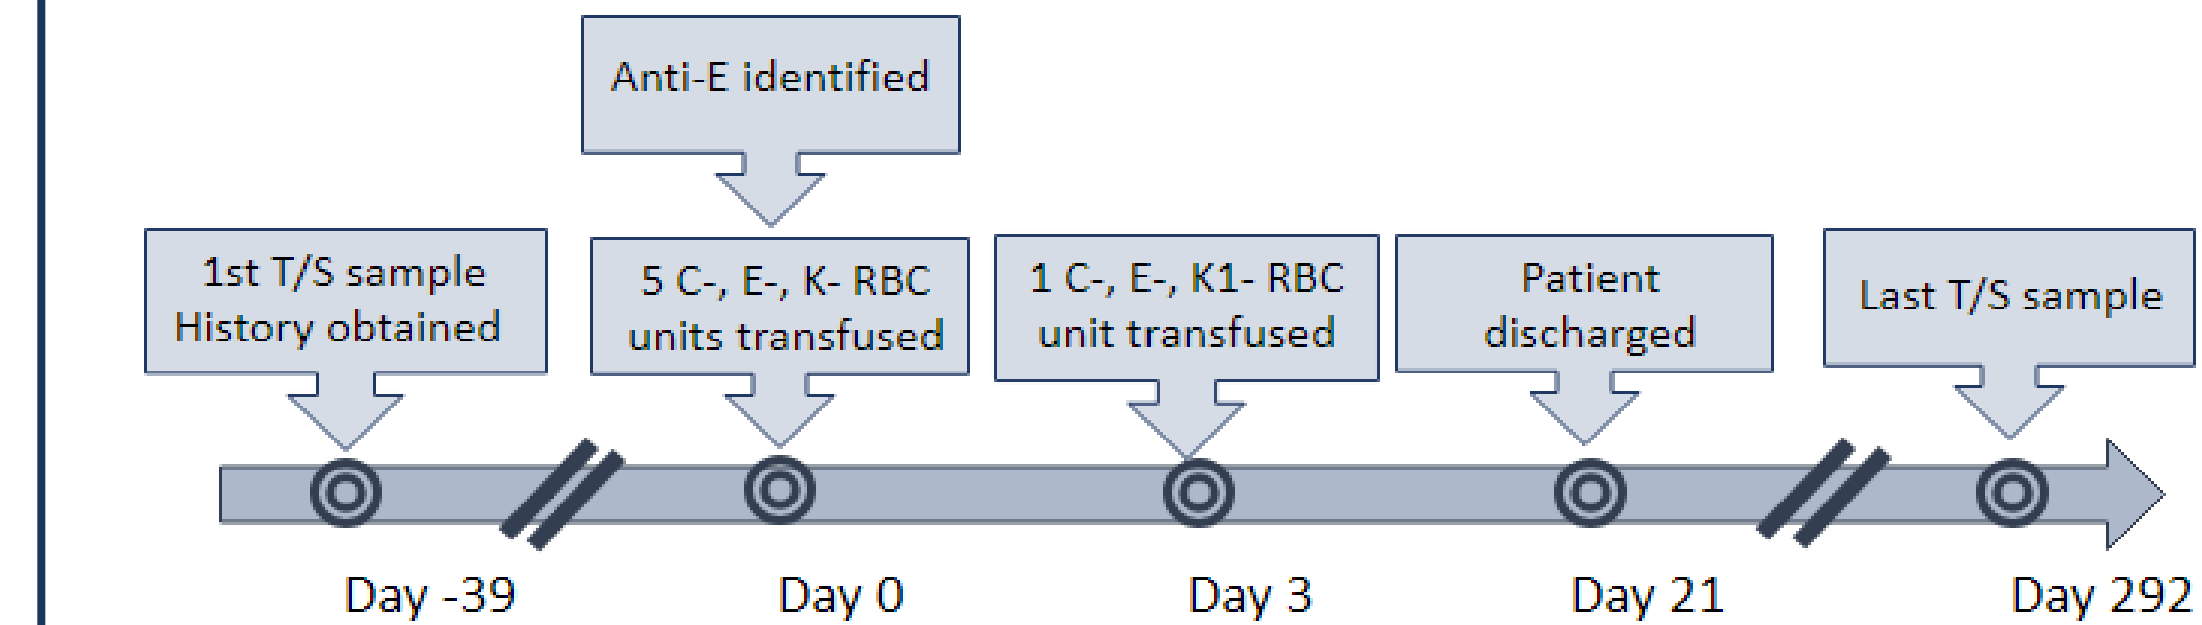 Anti-E identified
1st T/S sample
History obtained
5 C-, E-, K- RBC
units transfused
1 C-, E-, K1- RBC
unit transfused
Patient
discharged
Last T/S sample
Day -39
Day 0
Day 3
Day 21
Day 292